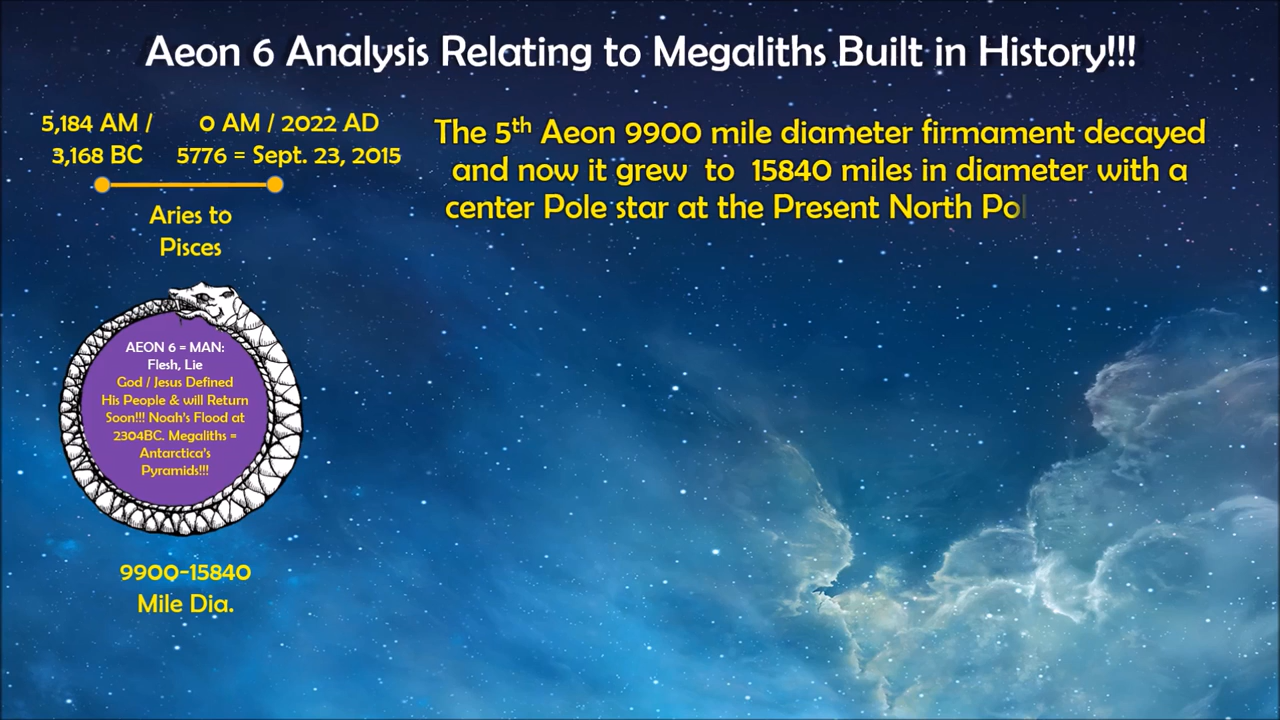 Aeon 6 Analysis Relating to Megaliths Built in History!!!
5,184 AM /
3,168 BC
0 AM / 2022 AD
5776 = Sept. 23, 2015
Aries to
Pisces
The 5th Aeon 9900 mile diameter firmament decayed
and now it grew to 15840 miles in diameter with a
center Pole star at the Present North Pol
AEON 6 = MAN:
Flesh, Lie
God / Jesus Defined
His People & will Return
Soon!!! Noah's Flood at
2304BC. Megaliths =
Antarctica's
Pyramids!!!
9900-15840
Mile Dia.